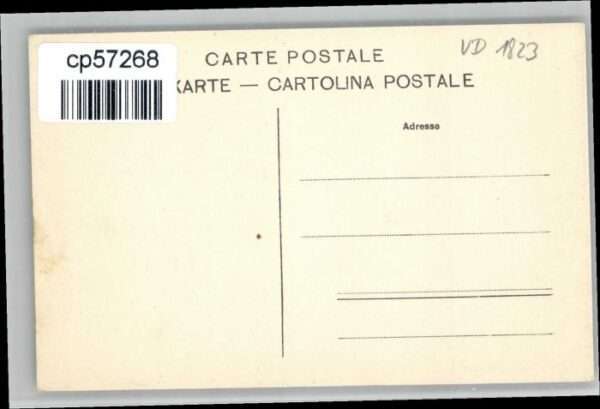 cp57268
CARTE POSTALE
VD 1823
KARTE — CARTOLINA POSTALE
Adresse